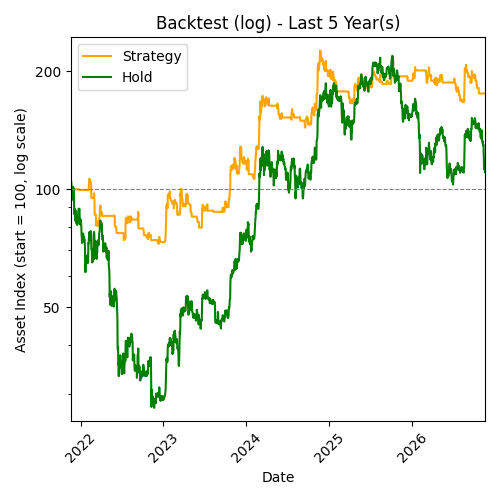 Backtest (log) - Last 5 Year(s)
Strategy
Hold
Asset Index (start = 100, log scale)
200
100
50
2022
2023
2024
2025
2026
Date